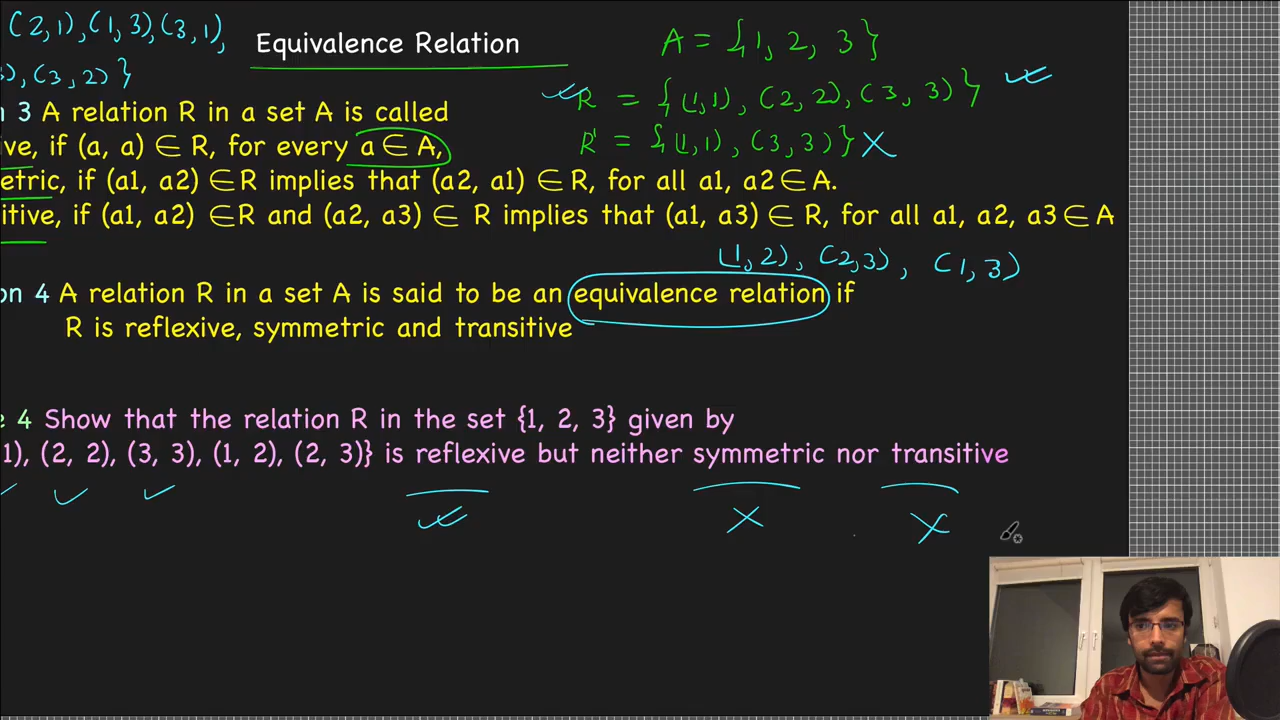 (2,1), (1,3) (3,1),
), (3,2)}
Equivalence Relation
A = {1, 2, 3}
R = {(1,1), (2,2), (3,3)}
R' = {(1,1), (3,3)} X
n 3 A relation R in a set A is called
ive, if (a, a) ∈ R, for every a ∈ A,
etric, if (a1, a2) ∈ R implies that (a2, a1) ∈ R, for all a1, a2 ∈ A.
itive, if (a1, a2) ∈ R and (a2, a3) ∈ R implies that (a1, a3) ∈ R, for all a1, a2, a3 ∈ A
(1,2), (2,3), (1,3)
on 4 A relation R in a set A is said to be an equivalence relation if
R is reflexive, symmetric and transitive
e 4 Show that the relation R in the set {1, 2, 3} given by
1), (2, 2), (3, 3), (1, 2), (2, 3)} is reflexive but neither symmetric nor transitive